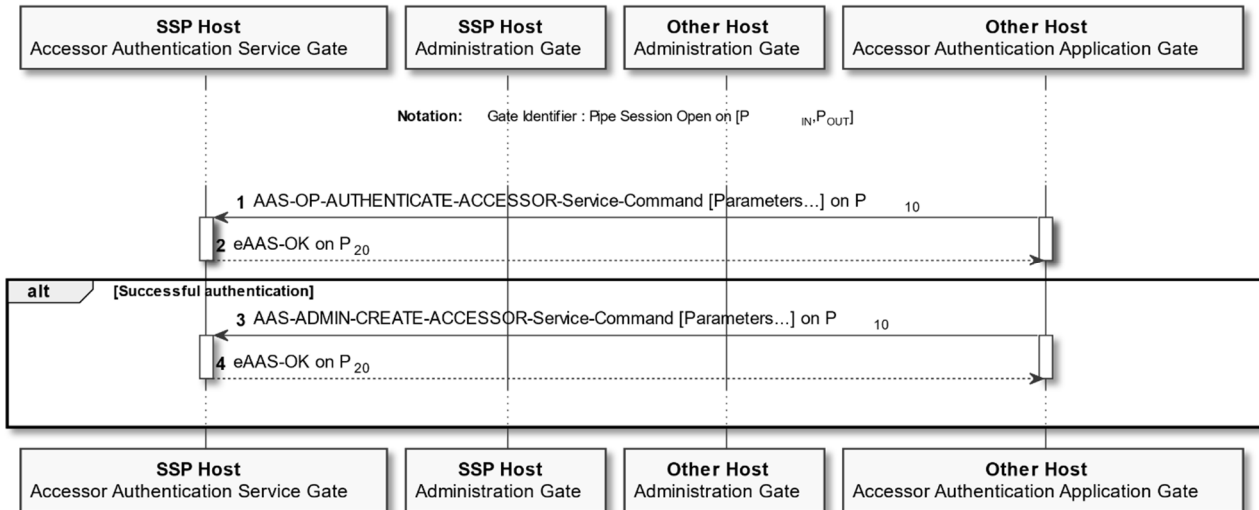 SSP Host SSP Host Other Host Other Host
Accessor Authentication Service Gate Administration Gate Administration Gate Accessor Authentication Application Gate
Notation: Gate Identifier : Pipe Session Open on [P IN,POUT]
1 AAS-OP-AUTHENTICATE-ACCESSOR-Service-Command [Parameters...] on P 10
2 eAAS-OK on P20
alt [Successful authentication]
3 AAS-ADMIN-CREATE-ACCESSOR-Service-Command [Parameters...] on P 10
4 eAAS-OK on P20
SSP Host SSP Host Other Host Other Host
Accessor Authentication Service Gate Administration Gate Administration Gate Accessor Authentication Application Gate